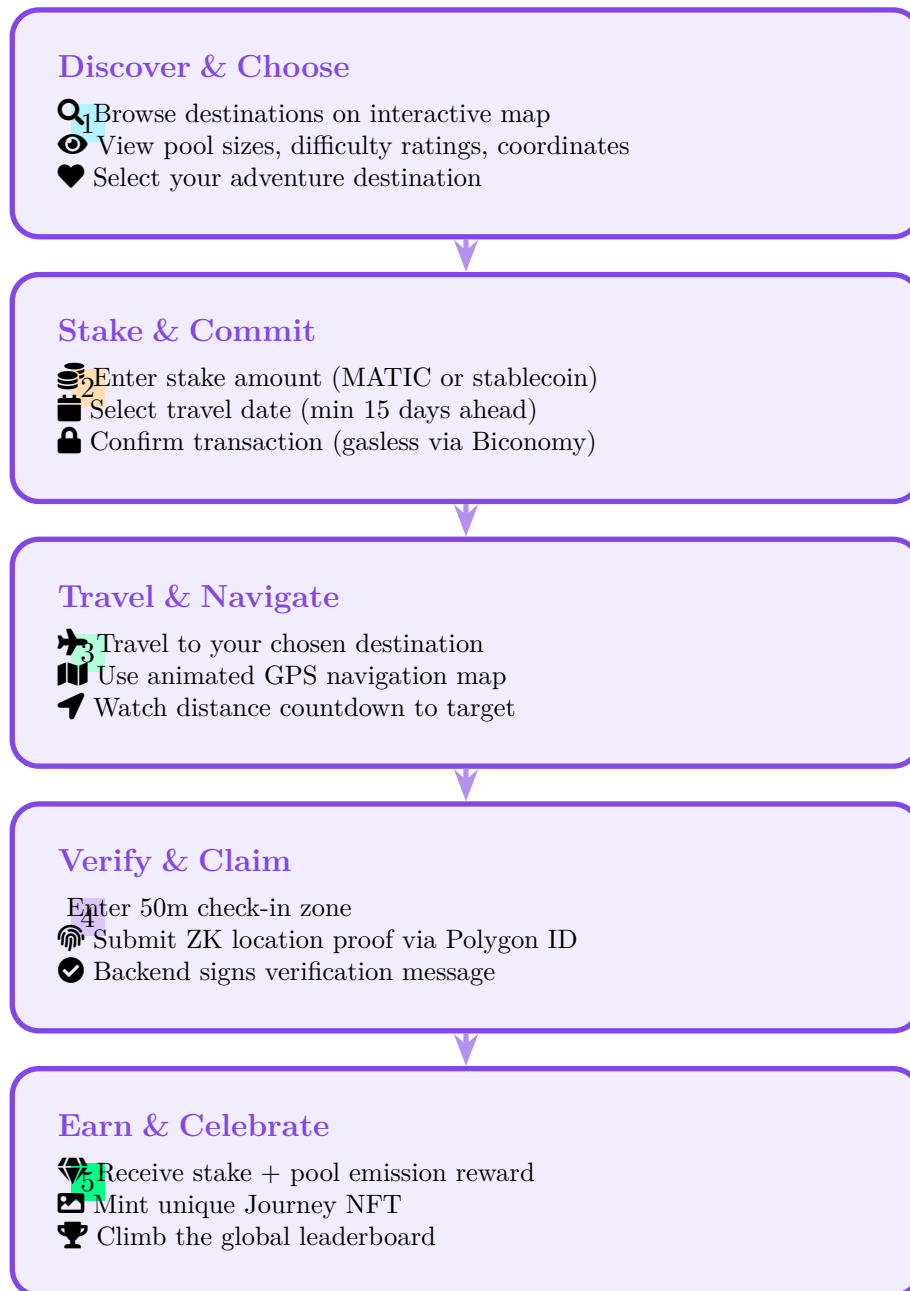 Discover & Choose
1
Browse destinations on interactive map
View pool sizes, difficulty ratings, coordinates
Select your adventure destination
Stake & Commit
2
Enter stake amount (MATIC or stablecoin)
Select travel date (min 15 days ahead)
Confirm transaction (gasless via Biconomy)
Travel & Navigate
3
Travel to your chosen destination
Use animated GPS navigation map
Watch distance countdown to target
Verify & Claim
4
Enter 50m check-in zone
Submit ZK location proof via Polygon ID
Backend signs verification message
Earn & Celebrate
5
Receive stake + pool emission reward
Mint unique Journey NFT
Climb the global leaderboard